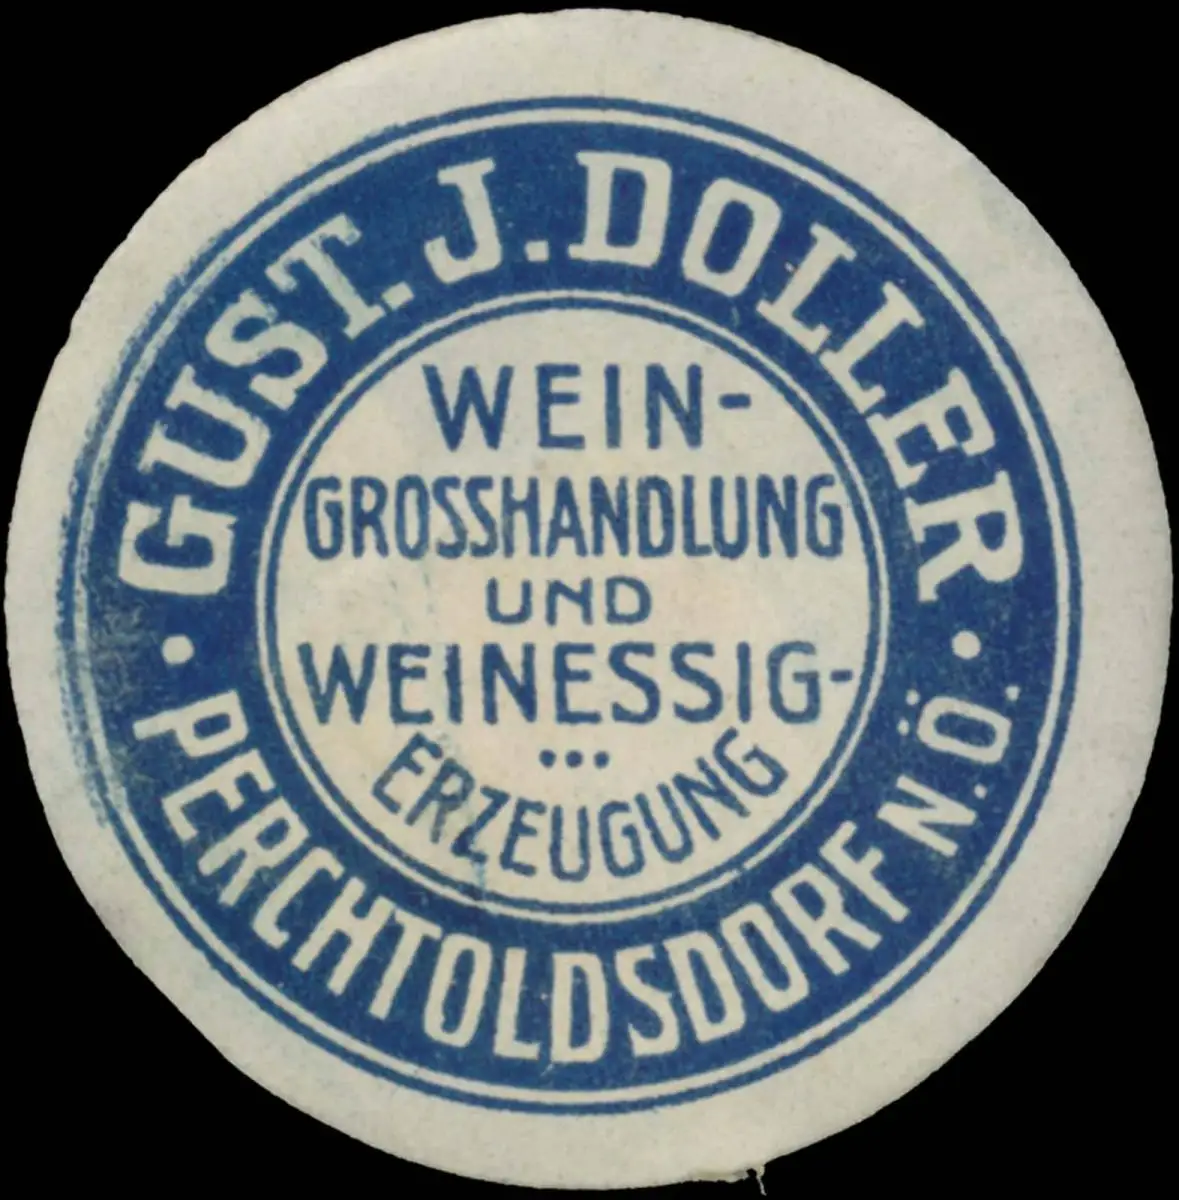 GUST. J. DOLLER
WEIN-
GROSSHANDLUNG
UND
WEINESSIG-
ERZEUGUNG
PERCHTOLDSDORF N.Ö.